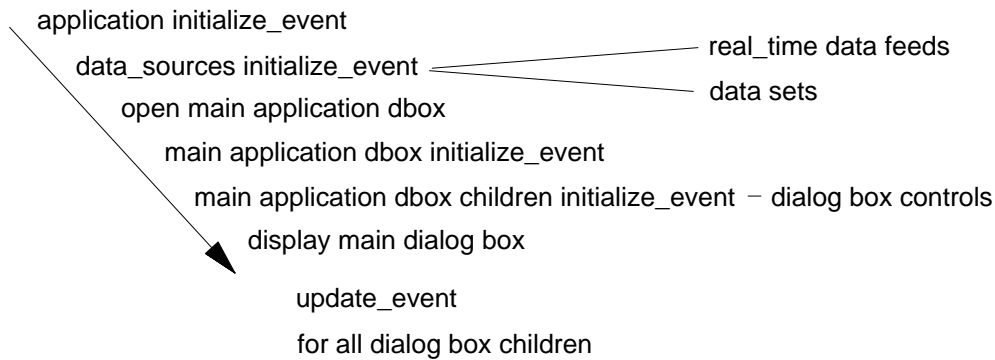 application initialize_event
real_time data feeds
data_sources initialize_event
data sets
open main application dbox
main application dbox initialize_event
main application dbox children initialize_event – dialog box controls
display main dialog box
update_event
for all dialog box children